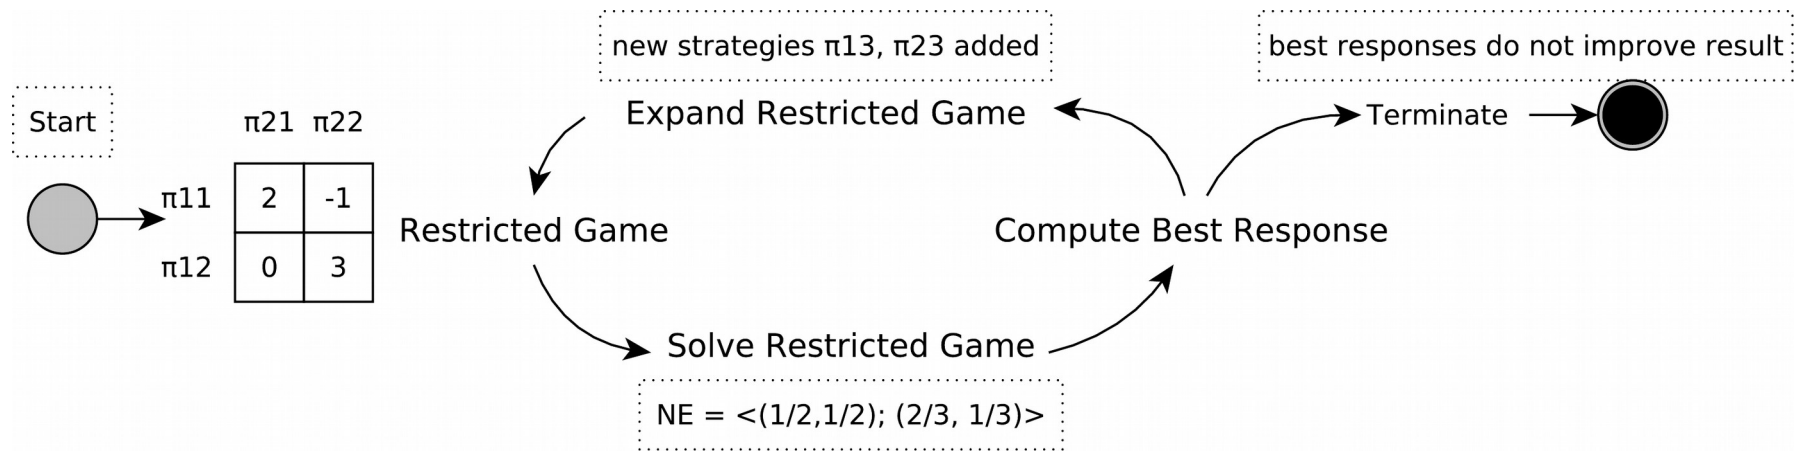 new strategies π13, π23 added
best responses do not improve result
Start
π21 π22
Expand Restricted Game
Terminate
π11 2 -1
Restricted Game
Compute Best Response
π12 0 3
Solve Restricted Game
NE = <(1/2,1/2); (2/3, 1/3)>